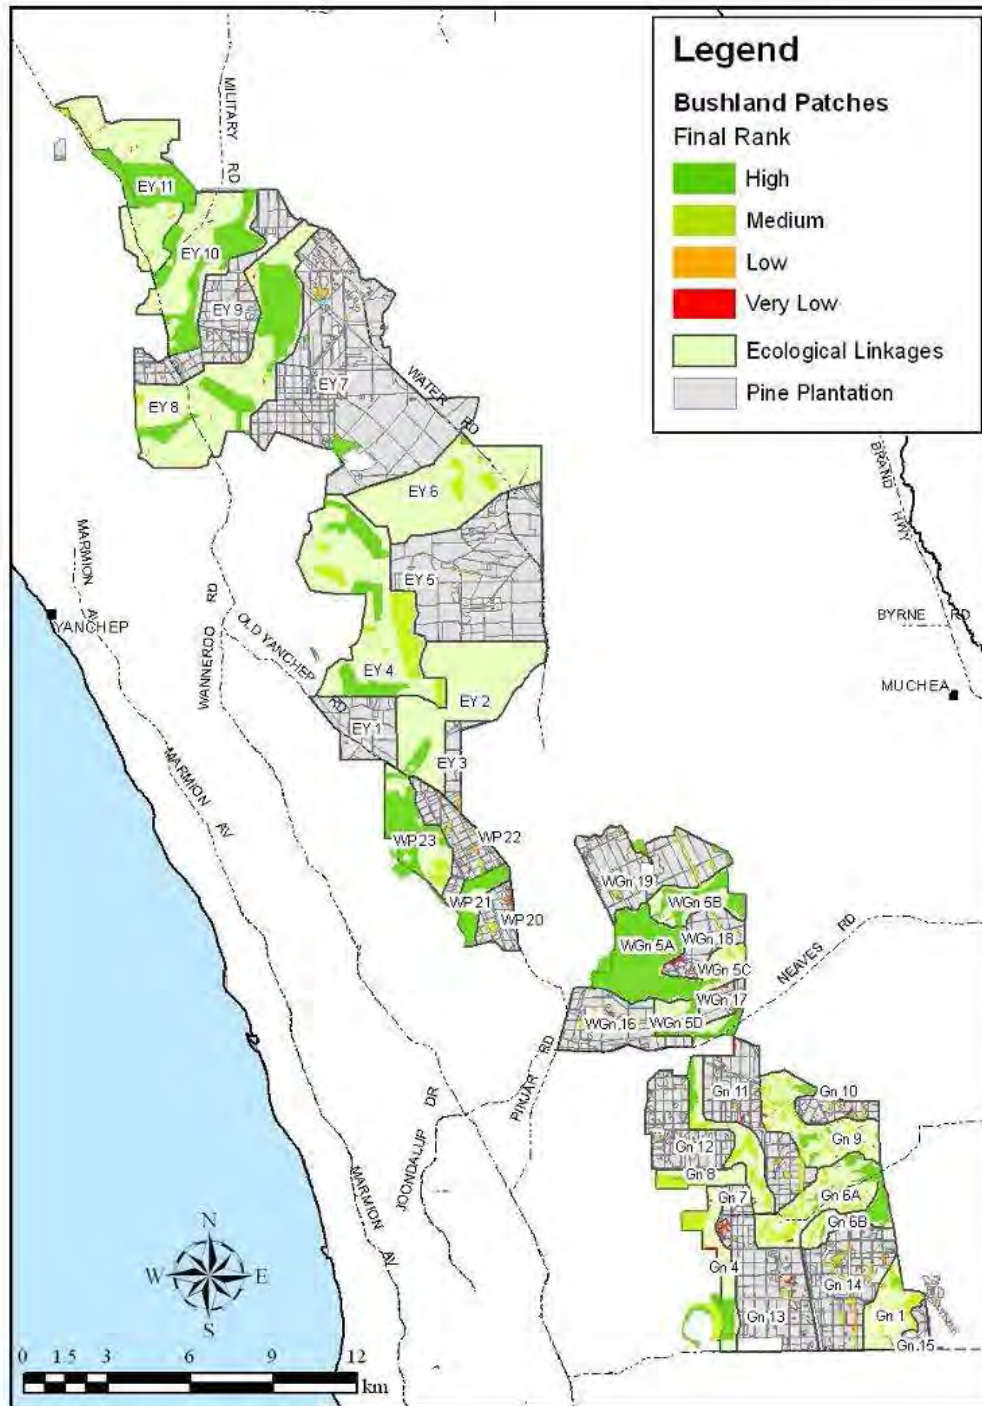 Legend
Bushland Patches
Final Rank
High
Medium
Low
Very Low
Ecological Linkages
Pine Plantation
MILITARY RD
EY 11
EY 10
EY 9
EY 7
EY 8
WATER RD
EY 6
EY 5
BRAND HWY
MARMION AV
YANCHEP
WANNEROO RD
OLD YANCHEP RD
BYRNE RD
MUCHEA
EY 4
EY 2
EY 1
EY 3
MARMION AV
WP 23
WP 22
WP 21
WP 20
WGn 19
WGn 5B
WGn 18
WGn 5A
WGn 5C
WGn 17
WGn 16
WGn 5D
NEAVES RD
PINJAR RD
JOONDALUP DR
MARMION AV
Gn 11
Gn 10
Gn 12
Gn 9
Gn 8
Gn 7
Gn 6A
Gn 6B
Gn 4
Gn 14
Gn 13
Gn 1
Gn 15
N
W E
S
0 1.5 3 6 9 12
km